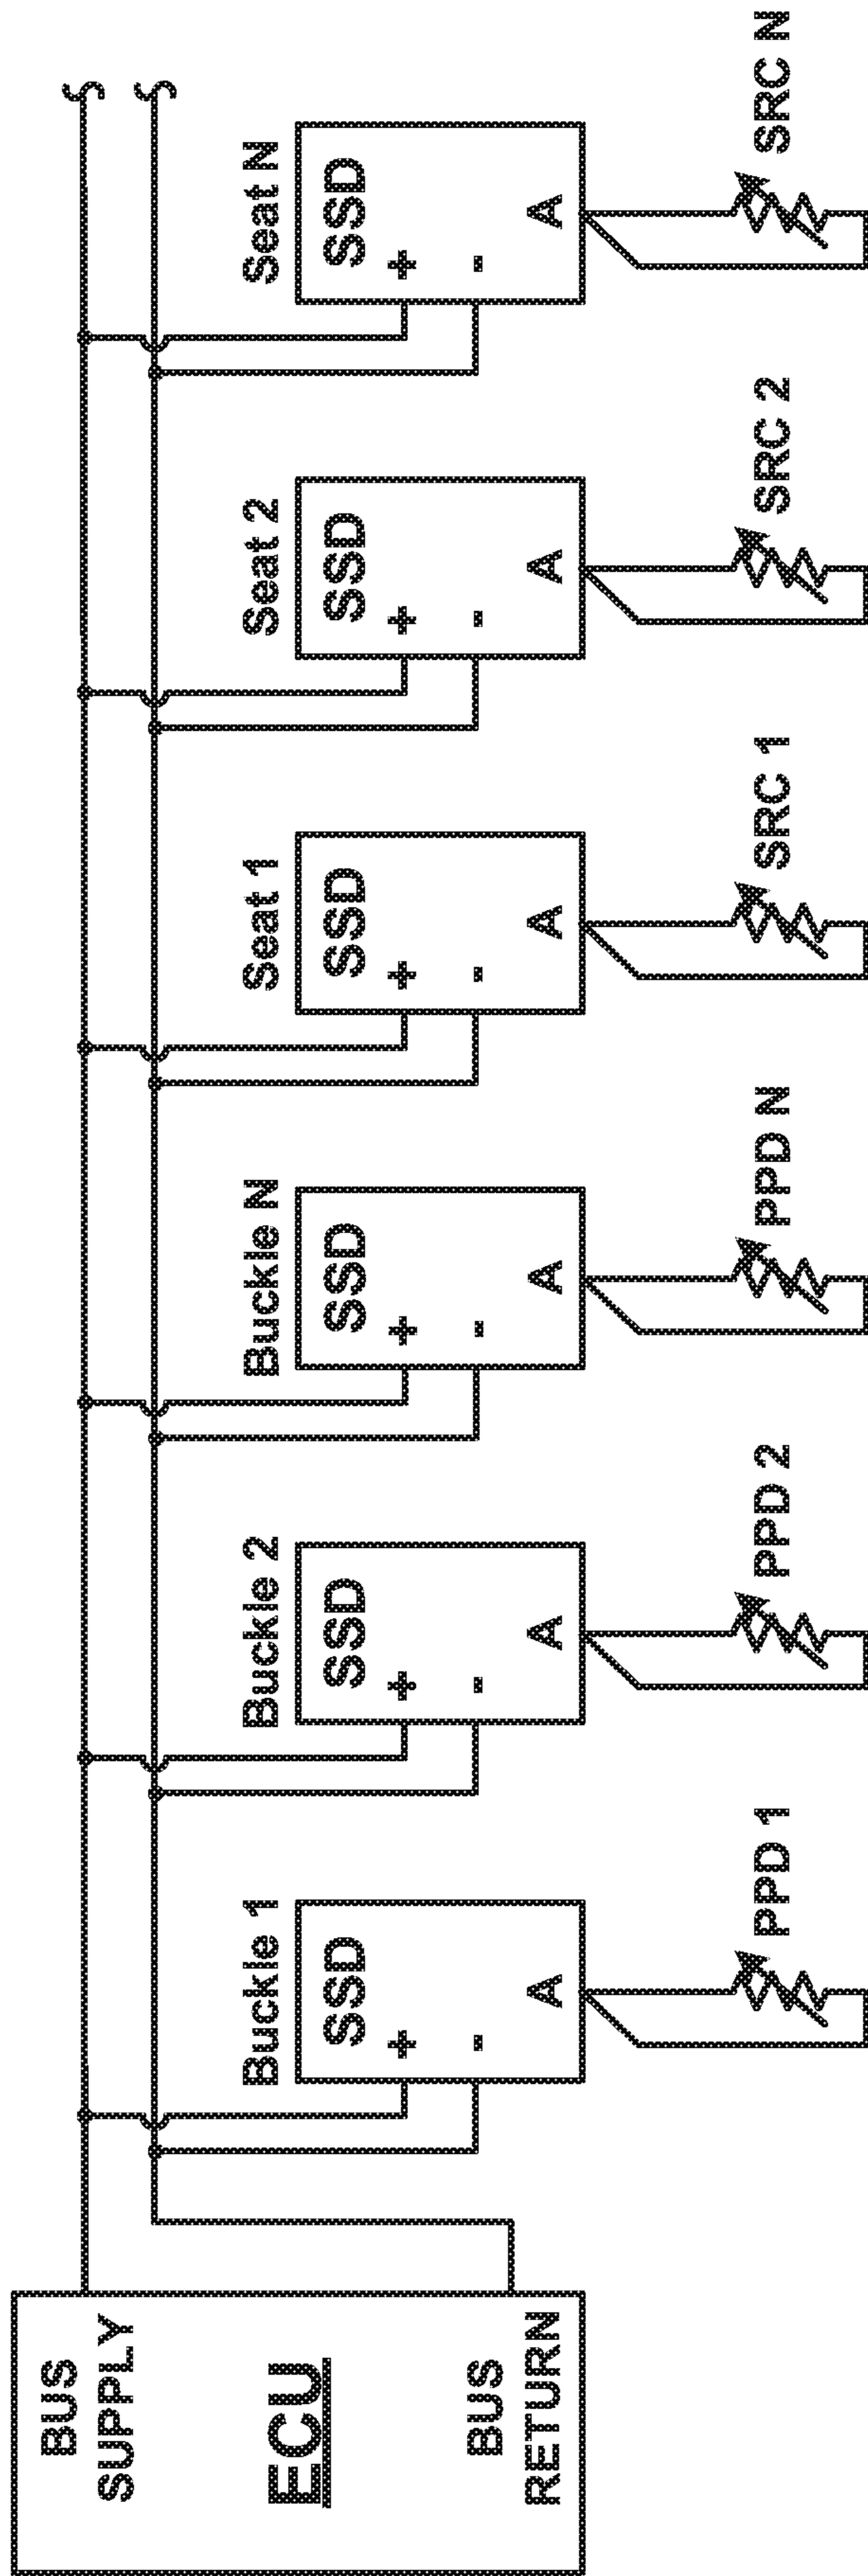 BUS
SUPPLY
ECU
BUS
RETURN
Buckle 1
SSD
+
-
A
PPD 1
Buckle 2
SSD
+
-
A
PPD 2
Buckle N
SSD
+
-
A
PPD N
Seat 1
SSD
+
-
A
SRC 1
Seat 2
SSD
+
-
A
SRC 2
Seat N
SSD
+
-
A
SRC N